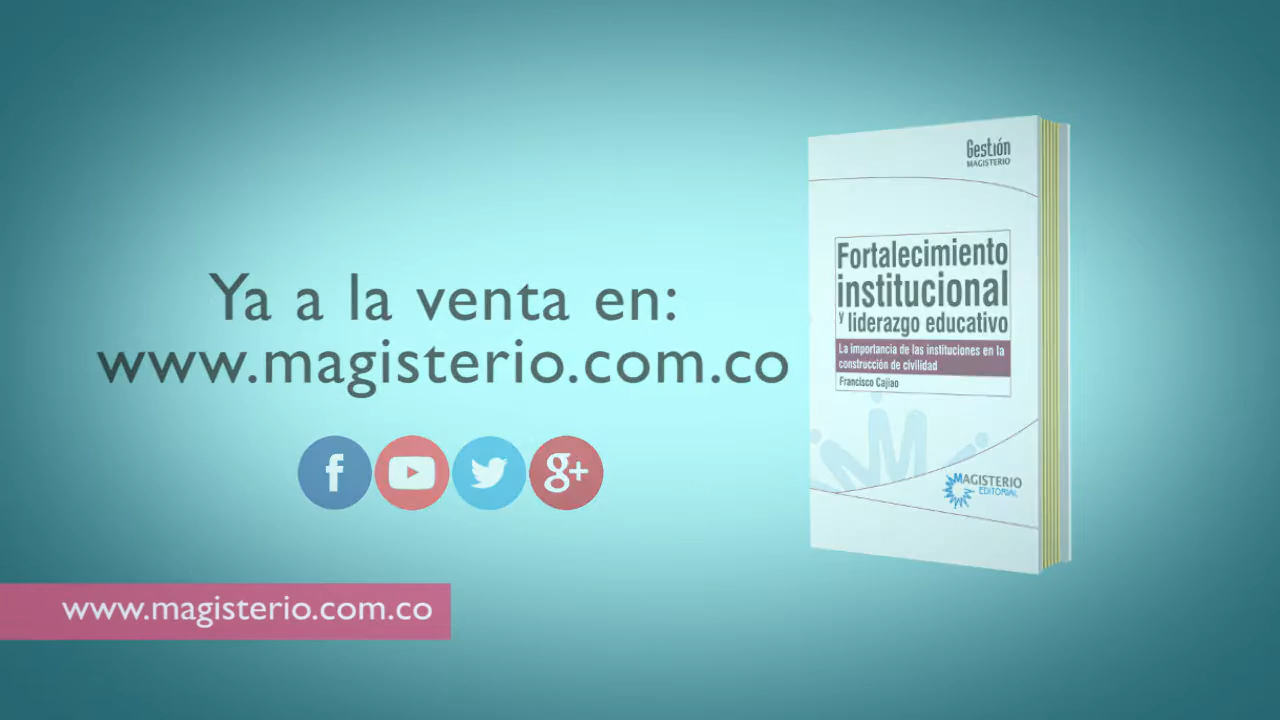 Ya a la venta en:
www.magisterio.com.co
f
g+
www.magisterio.com.co
Gestión
MAGISTERIO
Fortalecimiento
institucional
y liderazgo educativo
La importancia de las instituciones en la
construcción de civilidad
Francisco Cajiao
MAGISTERIO
EDITORIAL